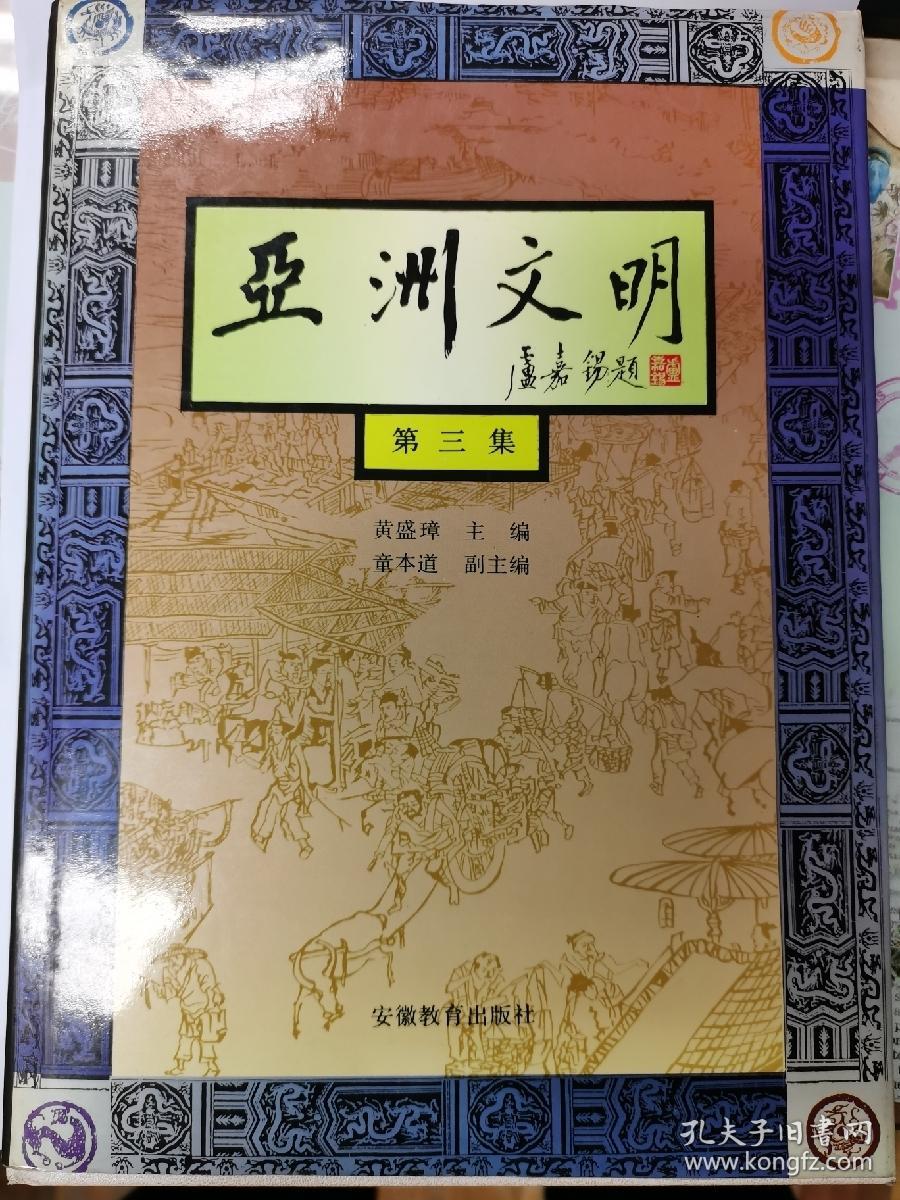 亞洲文明
盧嘉錫題
第三集
黄盛璋 主编
童本道 副主编
安徽教育出版社
孔夫子旧书网
www.kongfz.com